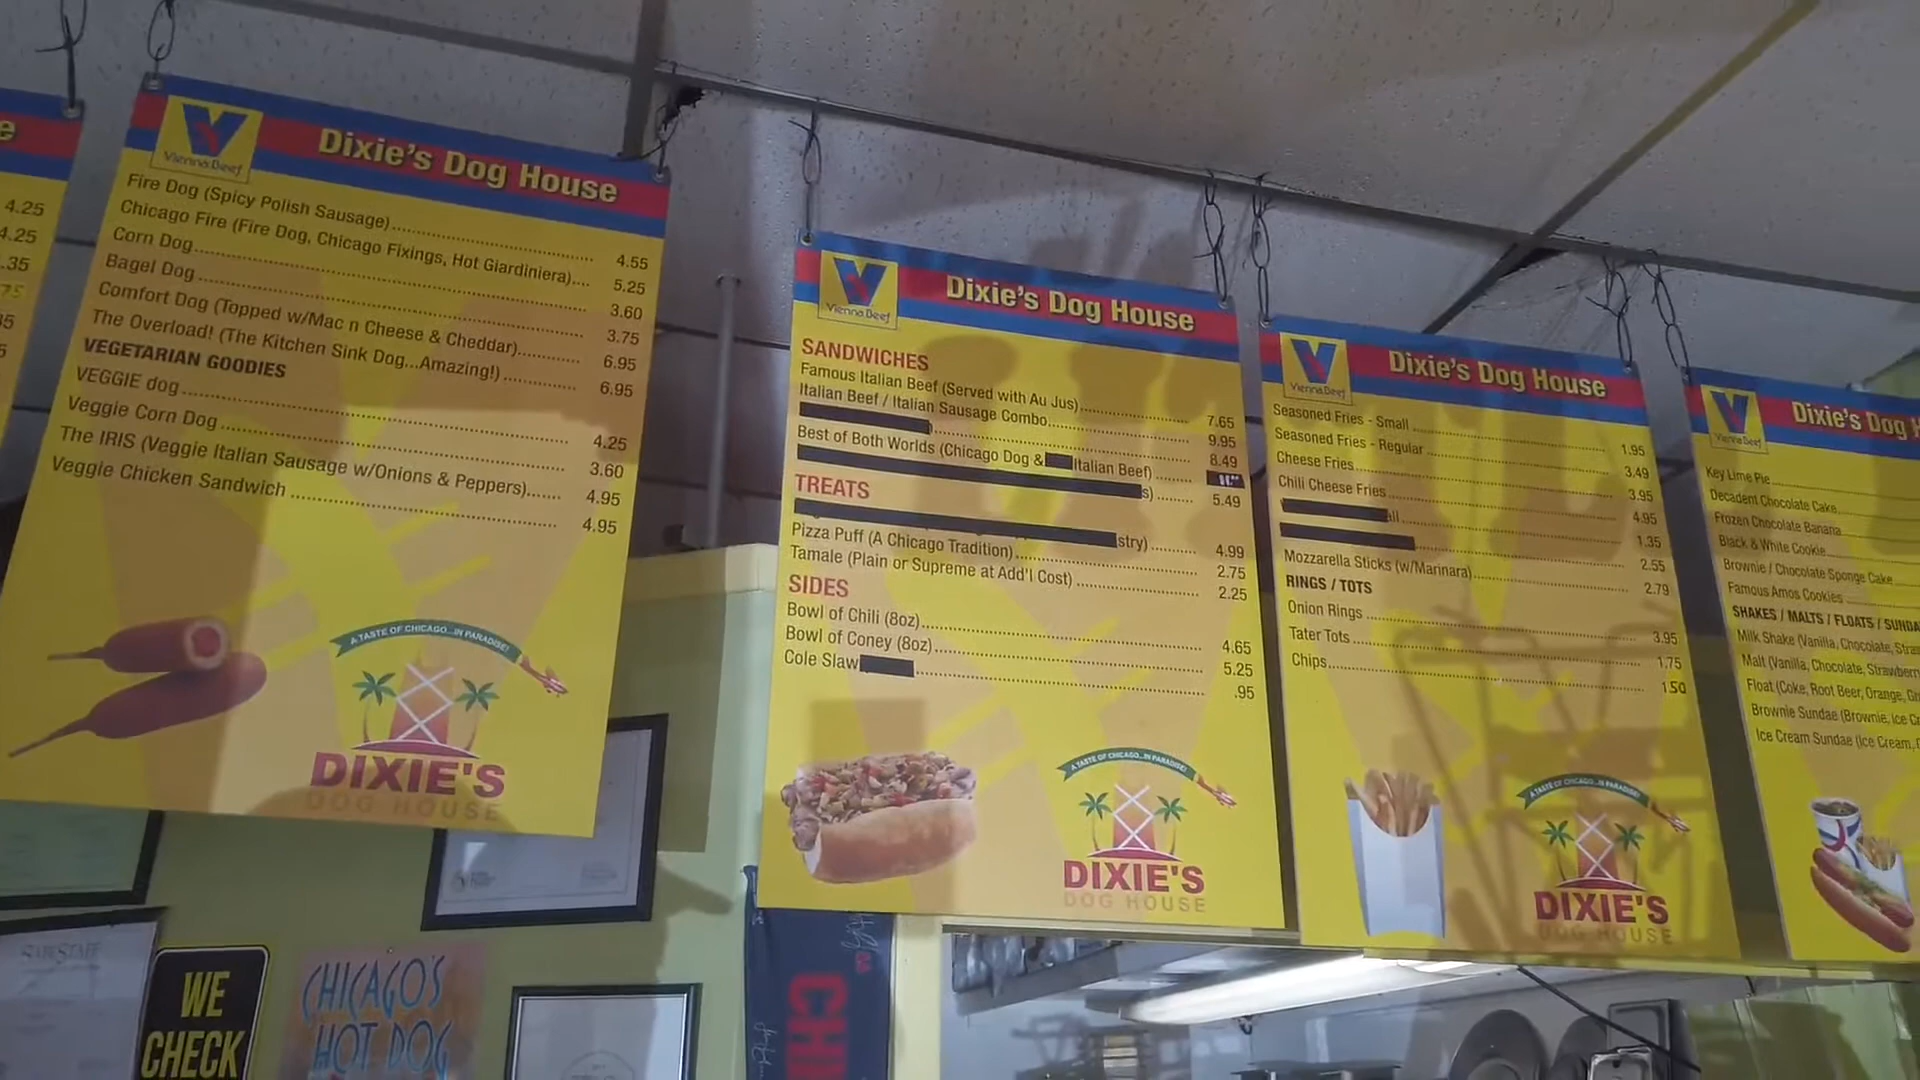 e
4.25
4.25
.35
75
5
Vienna Beef
Dixie's Dog House
Fire Dog (Spicy Polish Sausage) 4.55
Chicago Fire (Fire Dog, Chicago Fixings, Hot Giardiniera) 5.25
Corn Dog 3.60
Bagel Dog 3.75
Comfort Dog (Topped w/Mac n Cheese & Cheddar) 6.95
The Overload! (The Kitchen Sink Dog...Amazing!) 6.95
VEGETARIAN GOODIES
VEGGIE dog 4.25
Veggie Corn Dog 3.60
The IRIS (Veggie Italian Sausage w/Onions & Peppers) 4.95
Veggie Chicken Sandwich 4.95
A TASTE OF CHICAGO...IN PARADISE!
DIXIE'S
DOG HOUSE
Vienna Beef
Dixie's Dog House
SANDWICHES
Famous Italian Beef (Served with Au Jus) 7.65
Italian Beef / Italian Sausage Combo 9.95
8.49
Best of Both Worlds (Chicago Dog & Italian Beef)
s) 5.49
TREATS
stry) 4.99
Pizza Puff (A Chicago Tradition) 2.75
Tamale (Plain or Supreme at Add'l Cost) 2.25
SIDES
Bowl of Chili (8oz) 4.65
Bowl of Coney (8oz) 5.25
Cole Slaw .95
A TASTE OF CHICAGO...IN PARADISE!
DIXIE'S
DOG HOUSE
Vienna Beef
Dixie's Dog House
Seasoned Fries - Small 1.95
Seasoned Fries - Regular 3.49
Cheese Fries 3.95
Chili Cheese Fries 4.95
all 1.35
2.55
Mozzarella Sticks (w/Marinara) 2.79
RINGS / TOTS
Onion Rings 3.95
Tater Tots 1.75
Chips 1.50
A TASTE OF CHICAGO...IN PARADISE!
DIXIE'S
DOG HOUSE
Vienna Beef
Dixie's Dog H
Key Lime Pie
Decadent Chocolate Cake
Frozen Chocolate Banana
Black & White Cookie
Brownie / Chocolate Sponge Cake
Famous Amos Cookies
SHAKES / MALTS / FLOATS / SUNDA
Milk Shake (Vanilla, Chocolate, Straw
Malt (Vanilla, Chocolate, Strawberry
Float (Coke, Root Beer, Orange, Gr
Brownie Sundae (Brownie, Ice Cr
Ice Cream Sundae (Ice Cream,
WE
CHECK
CHICAGO'S
HOT DOG
CHI